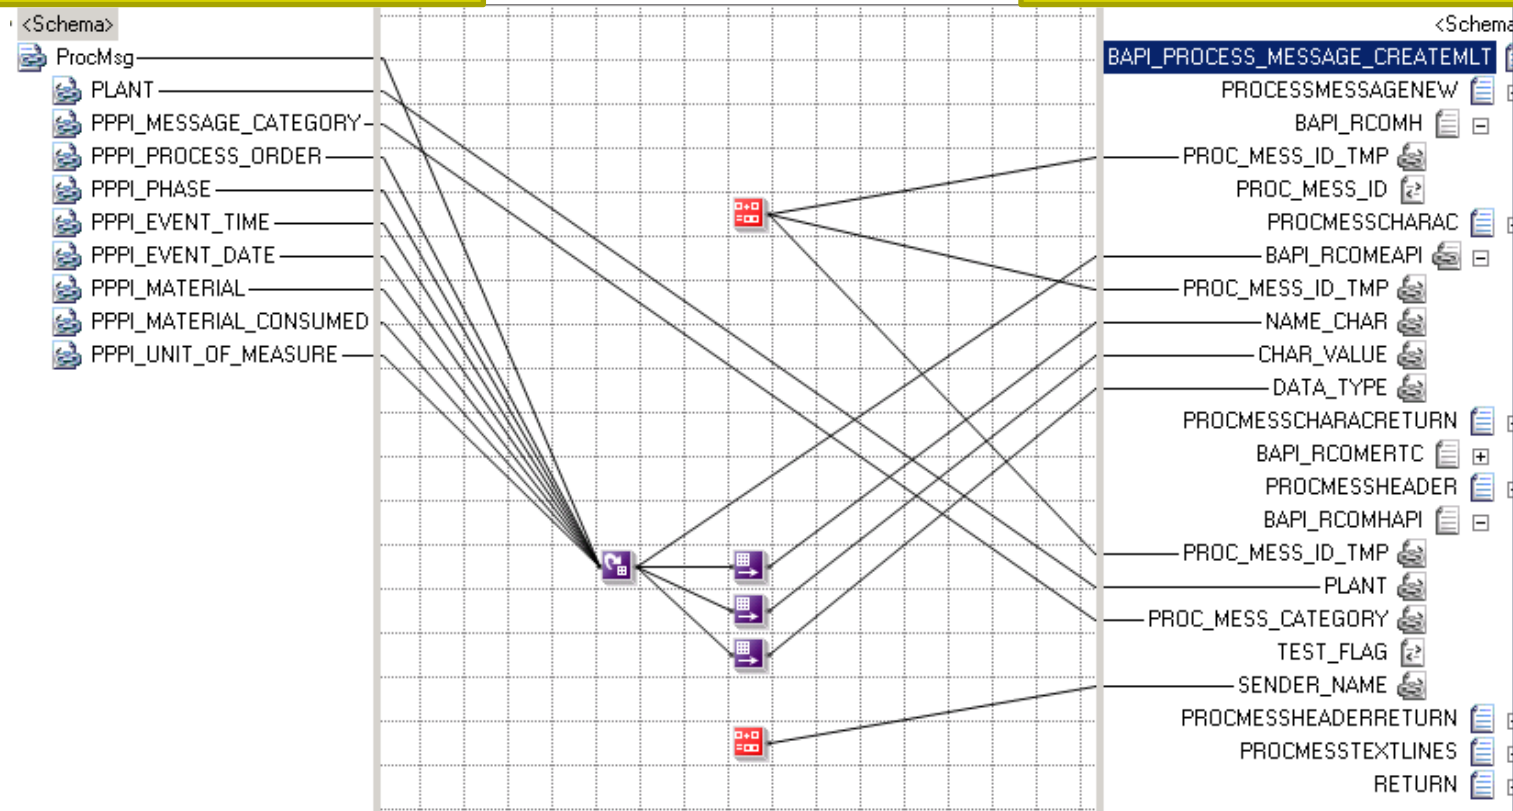 <Schema>
ProcMsg
PLANT
PPPI_MESSAGE_CATEGORY
PPPI_PROCESS_ORDER
PPPI_PHASE
PPPI_EVENT_TIME
PPPI_EVENT_DATE
PPPI_MATERIAL
PPPI_MATERIAL_CONSUMED
PPPI_UNIT_OF_MEASURE
<Schema
BAPI_PROCESS_MESSAGE_CREATEMLT
PROCESSMESSAGENEW
BAPI_RCOMH
PROC_MESS_ID_TMP
PROC_MESS_ID
PROCMESSCHARAC
BAPI_RCOMEAPI
PROC_MESS_ID_TMP
NAME_CHAR
CHAR_VALUE
DATA_TYPE
PROCMESSCHARACRETURN
BAPI_RCOMERTC
PROCMESSHEADER
BAPI_RCOMHAPI
PROC_MESS_ID_TMP
PLANT
PROC_MESS_CATEGORY
TEST_FLAG
SENDER_NAME
PROCMESSHEADERRETURN
PROCMESSTEXTLINES
RETURN